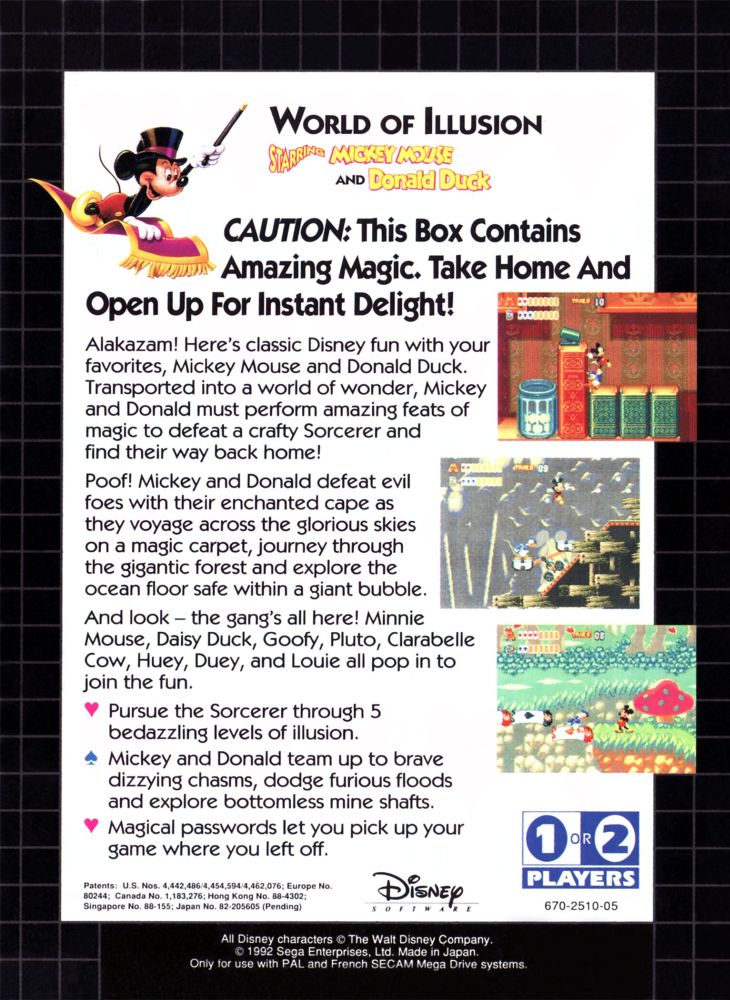 WORLD OF ILLUSION
STARRING MICKEY MOUSE
AND Donald Duck
CAUTION: This Box Contains
Amazing Magic. Take Home And
Open Up For Instant Delight!
Alakazam! Here's classic Disney fun with your
favorites, Mickey Mouse and Donald Duck.
Transported into a world of wonder, Mickey
and Donald must perform amazing feats of
magic to defeat a crafty Sorcerer and
find their way back home!
Poof! Mickey and Donald defeat evil
foes with their enchanted cape as
they voyage across the glorious skies
on a magic carpet, journey through
the gigantic forest and explore the
ocean floor safe within a giant bubble.
And look – the gang's all here! Minnie
Mouse, Daisy Duck, Goofy, Pluto, Clarabelle
Cow, Huey, Duey, and Louie all pop in to
join the fun.
♥ Pursue the Sorcerer through 5
bedazzling levels of illusion.
♠ Mickey and Donald team up to brave
dizzying chasms, dodge furious floods
and explore bottomless mine shafts.
♥ Magical passwords let you pick up your
game where you left off.
TRIES 10
TRIES 09
TRIES 08
1 OR 2
PLAYERS
Patents: U.S. Nos. 4,442,486/4,454,594/4,462,076; Europe No.
80244; Canada No. 1,183,276; Hong Kong No. 88-4302;
Singapore No. 88-155; Japan No. 82-205605 (Pending)
Disney
SOFTWARE
670-2510-05
All Disney characters © The Walt Disney Company.
© 1992 Sega Enterprises, Ltd. Made in Japan.
Only for use with PAL and French SECAM Mega Drive systems.